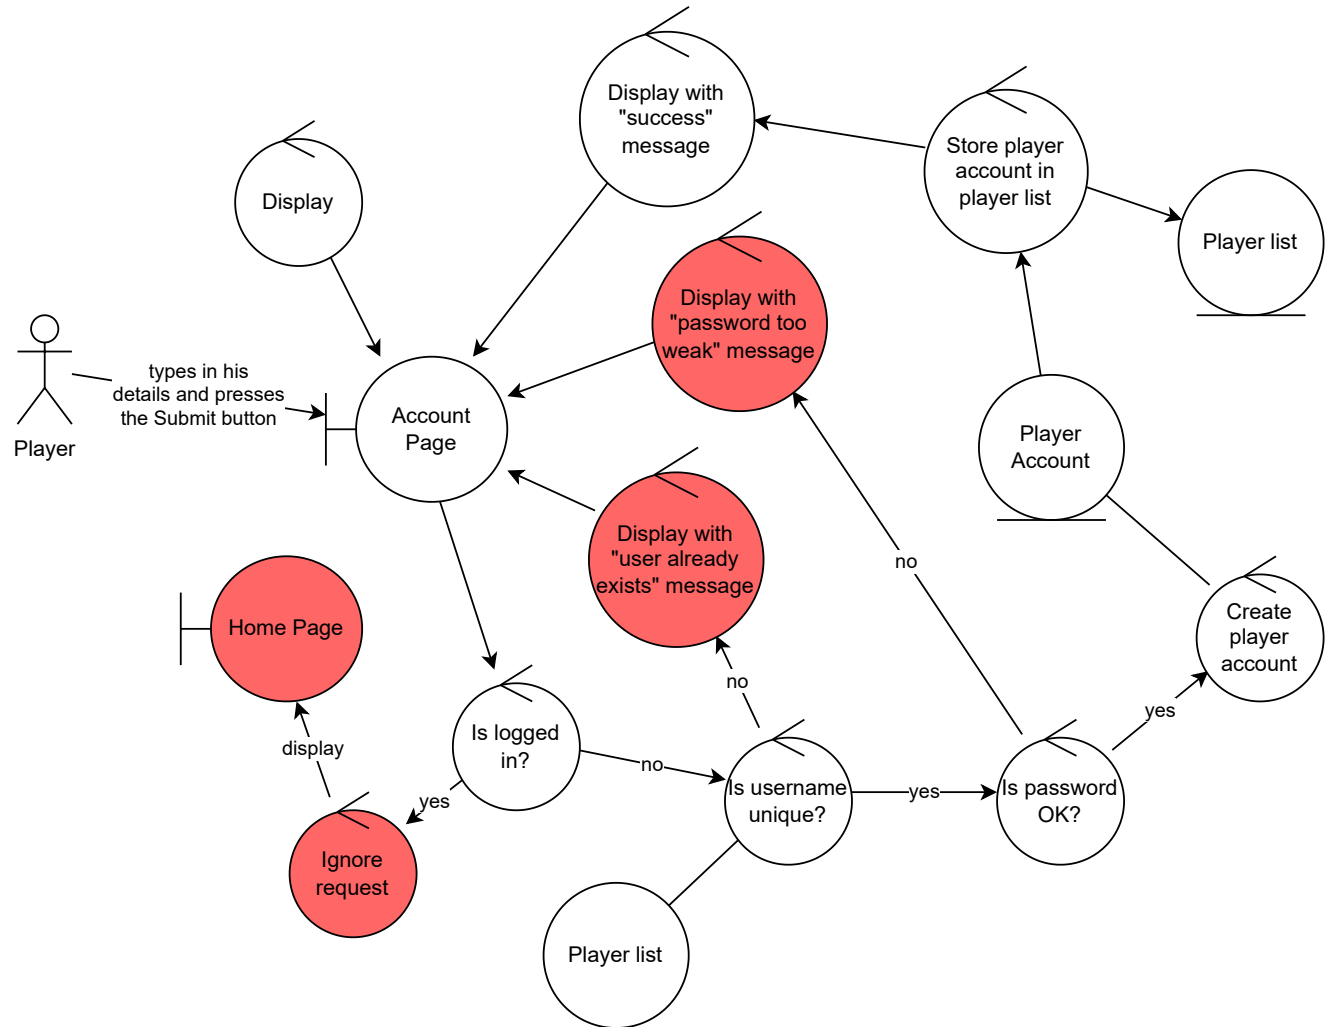 Display with
"success"
message
Store player
account in
player list
Display
Player list
Display with
"password too
weak" message
types in his
details and presses
the Submit button
Player
Account
Page
Player
Account
Display with
"user already
exists" message
no
Home Page
Create
player
account
no
yes
Is logged
in?
display
no
Is username
unique?
yes
Is password
OK?
yes
Ignore
request
Player list